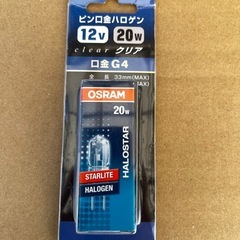 ピン口金ハロゲン
12V 20W
clear クリア
口金G4
全長 33mm(MAX)
(MAX)
OSRAM
20W
HALOSTAR
STARLITE
HALOGEN